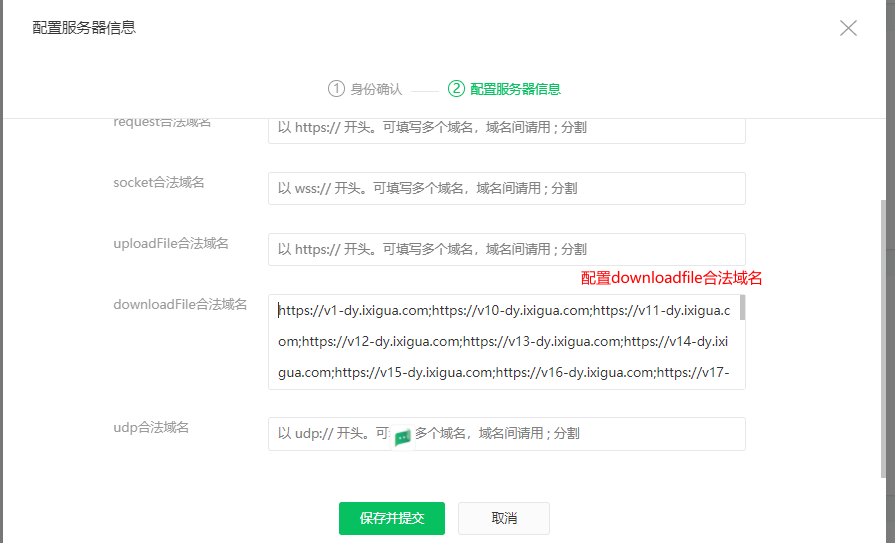 配置服务器信息
① 身份确认 ② 配置服务器信息
request合法域名 以 https:// 开头。可填写多个域名，域名间请用 ; 分割
socket合法域名 以 wss:// 开头。可填写多个域名，域名间请用 ; 分割
uploadFile合法域名 以 https:// 开头。可填写多个域名，域名间请用 ; 分割
配置downloadfile合法域名
downloadFile合法域名 https://v1-dy.ixigua.com;https://v10-dy.ixigua.com;https://v11-dy.ixigua.c
om;https://v12-dy.ixigua.com;https://v13-dy.ixigua.com;https://v14-dy.ixi
gua.com;https://v15-dy.ixigua.com;https://v16-dy.ixigua.com;https://v17-
udp合法域名 以 udp:// 开头。可 多个域名，域名间请用 ; 分割
保存并提交 取消